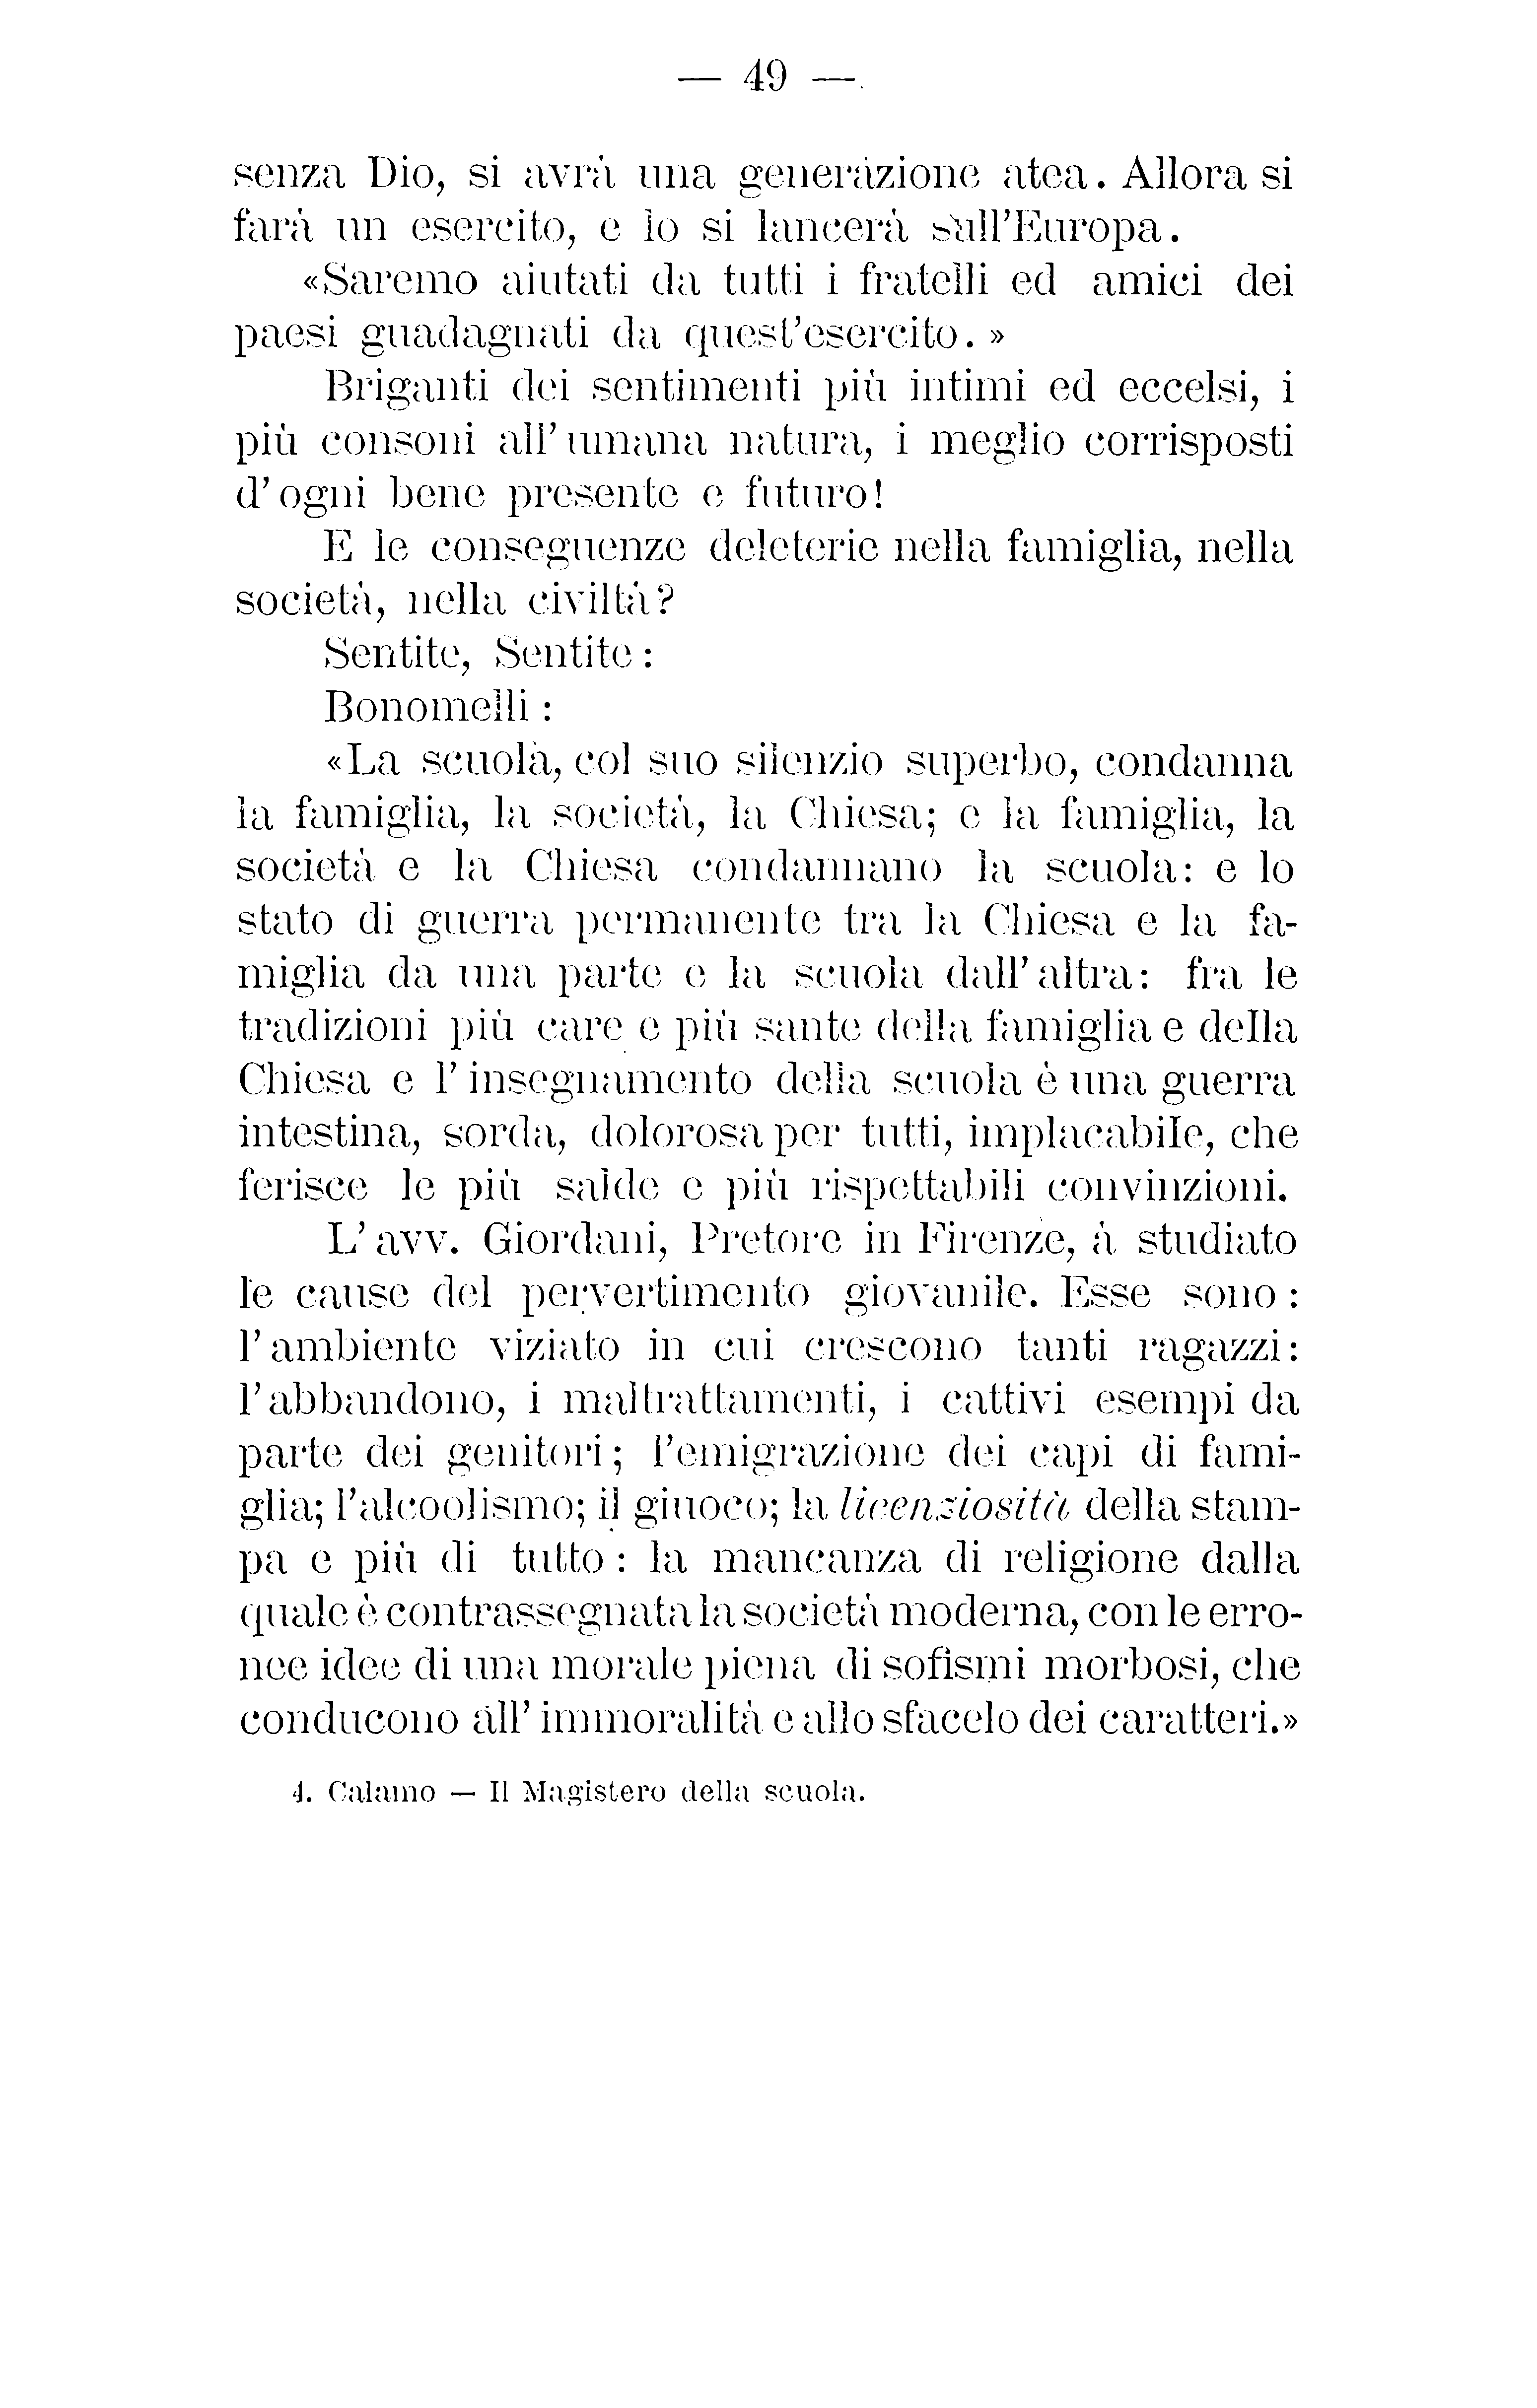 — 49 —
senza Dio, si avrà una generazione atea. Allora si
farà un esercito, e lo si lancerà sull'Europa.
«Saremo aiutati da tutti i fratelli ed amici dei
paesi guadagnati da quest'esercito. »
Briganti dei sentimenti più intimi ed eccelsi, i
più consoni all' umana natura, i meglio corrisposti
d' ogni bene presente e futuro!
E le conseguenze deleterie nella famiglia, nella
società, nella civiltà?
Sentite, Sentite :
Bonomelli :
«La scuola, col suo silenzio superbo, condanna
la famiglia, la società, la Chiesa; e la famiglia, la
società e la Chiesa condannano la scuola: e lo
stato di guerra permanente tra la Chiesa e la fa-
miglia da una parte e la scuola dall' altra: fra le
tradizioni più care e più sante della famiglia e della
Chiesa e l' insegnamento della scuola è una guerra
intestina, sorda, dolorosa per tutti, implacabile, che
ferisce le più salde e più rispettabili convinzioni.
L' avv. Giordani, Pretore in Firenze, à studiato
le cause del pervertimento giovanile. Esse sono :
l' ambiente viziato in cui crescono tanti ragazzi:
l' abbandono, i maltrattamenti, i cattivi esempi da
parte dei genitori; l'emigrazione dei capi di fami-
glia; l'alcoolismo; il giuoco; la licenziosità della stam-
pa e più di tutto : la mancanza di religione dalla
quale è contrassegnata la società moderna, con le erro-
nee idee di una morale piena di sofismi morbosi, che
conducono all' immoralità e allo sfacelo dei caratteri.»
4. Calamo — Il Magistero della scuola.